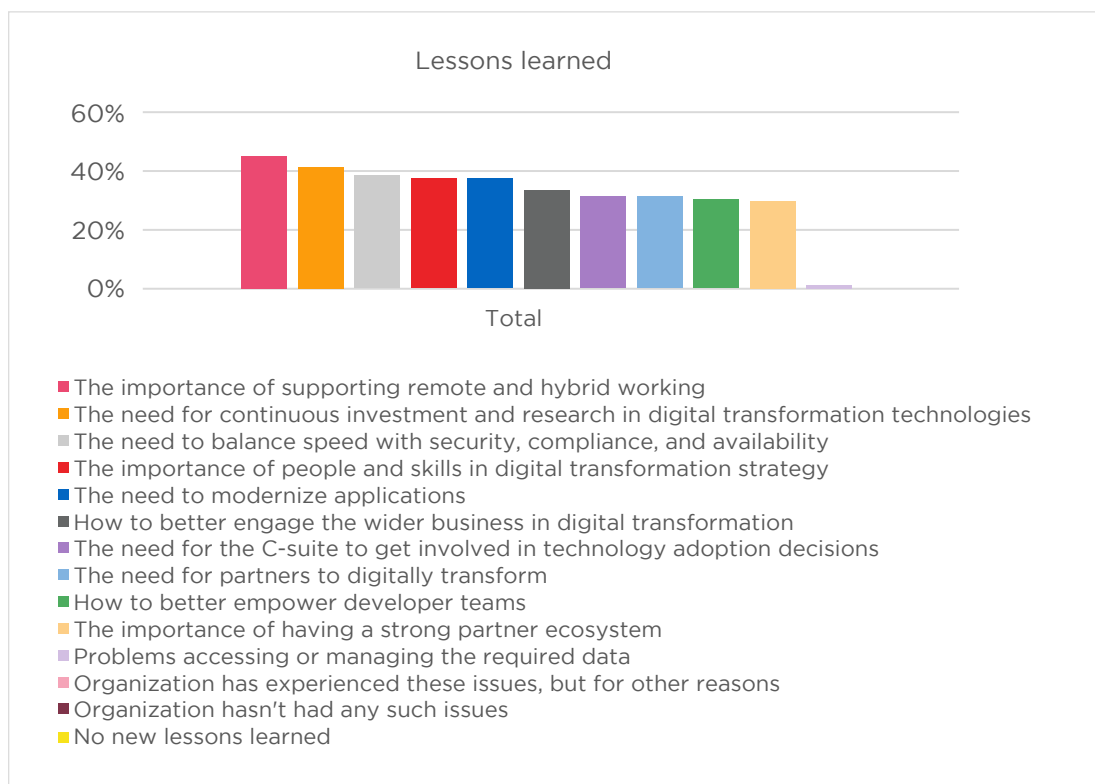 Lessons learned
60%
40%
20%
0%
Total
The importance of supporting remote and hybrid working
The need for continuous investment and research in digital transformation technologies
The need to balance speed with security, compliance, and availability
The importance of people and skills in digital transformation strategy
The need to modernize applications
How to better engage the wider business in digital transformation
The need for the C-suite to get involved in technology adoption decisions
The need for partners to digitally transform
How to better empower developer teams
The importance of having a strong partner ecosystem
Problems accessing or managing the required data
Organization has experienced these issues, but for other reasons
Organization hasn't had any such issues
No new lessons learned